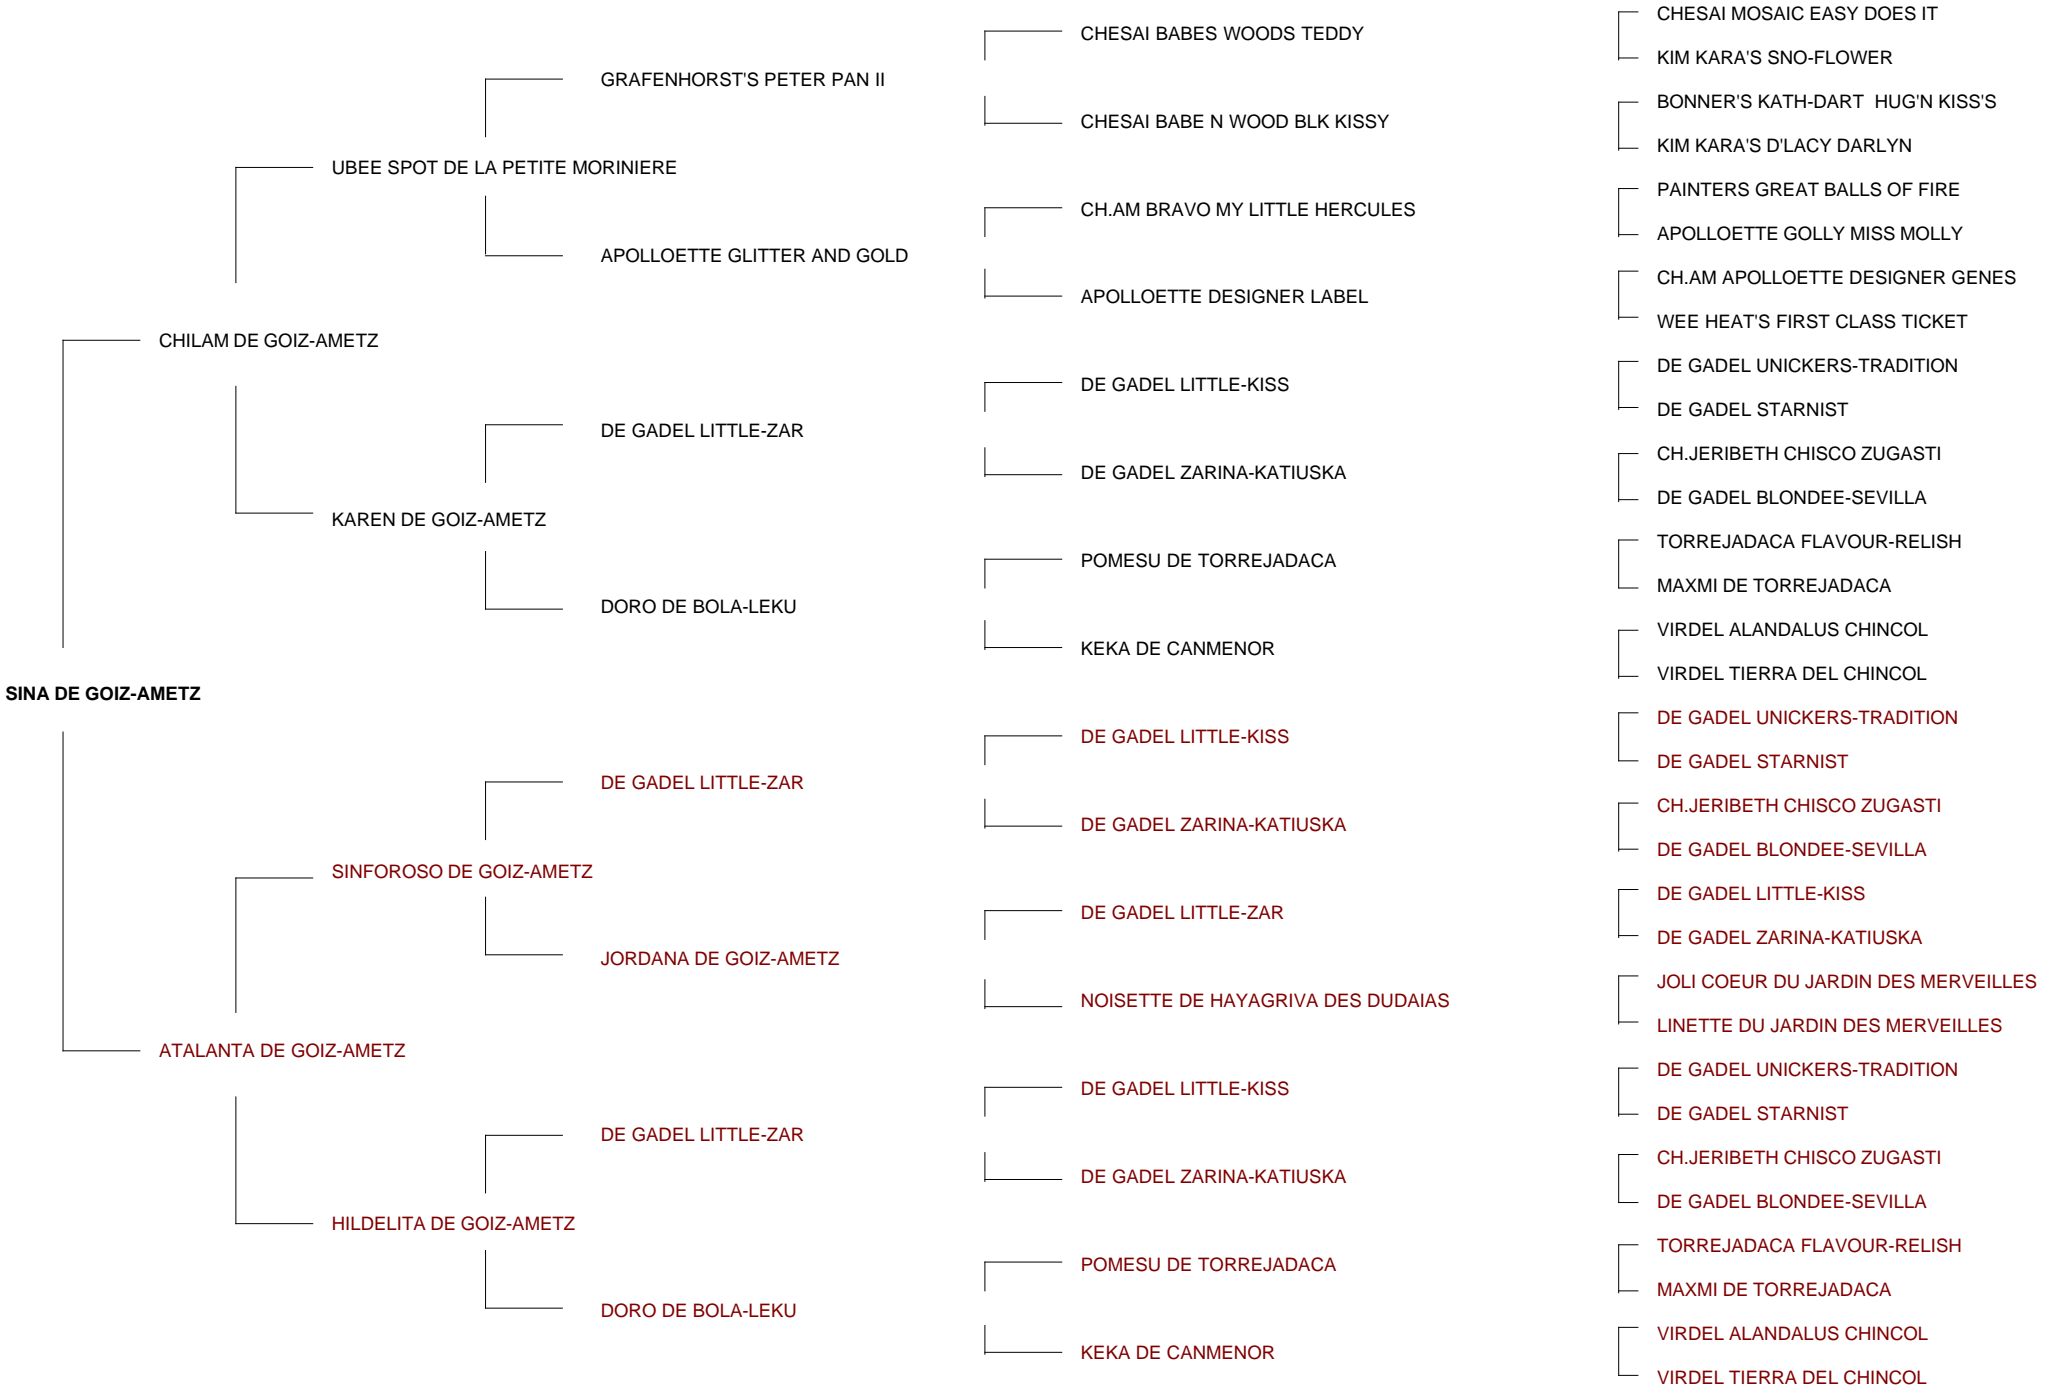 CHESAI MOSAIC EASY DOES IT
CHESAI BABES WOODS TEDDY
KIM KARA'S SNO-FLOWER
GRAFENHORST'S PETER PAN II
BONNER'S KATH-DART  HUG'N KISS'S
CHESAI BABE N WOOD BLK KISSY
KIM KARA'S D'LACY DARLYN
UBEE SPOT DE LA PETITE MORINIERE
PAINTERS GREAT BALLS OF FIRE
CH.AM BRAVO MY LITTLE HERCULES
APOLLOETTE GOLLY MISS MOLLY
APOLLOETTE GLITTER AND GOLD
CH.AM APOLLOETTE DESIGNER GENES
APOLLOETTE DESIGNER LABEL
WEE HEAT'S FIRST CLASS TICKET
CHILAM DE GOIZ-AMETZ
DE GADEL UNICKERS-TRADITION
DE GADEL LITTLE-KISS
DE GADEL STARNIST
DE GADEL LITTLE-ZAR
CH.JERIBETH CHISCO ZUGASTI
DE GADEL ZARINA-KATIUSKA
DE GADEL BLONDEE-SEVILLA
KAREN DE GOIZ-AMETZ
TORREJADACA FLAVOUR-RELISH
POMESU DE TORREJADACA
MAXMI DE TORREJADACA
DORO DE BOLA-LEKU
VIRDEL ALANDALUS CHINCOL
KEKA DE CANMENOR
VIRDEL TIERRA DEL CHINCOL
SINA DE GOIZ-AMETZ
DE GADEL UNICKERS-TRADITION
DE GADEL LITTLE-KISS
DE GADEL STARNIST
DE GADEL LITTLE-ZAR
CH.JERIBETH CHISCO ZUGASTI
DE GADEL ZARINA-KATIUSKA
DE GADEL BLONDEE-SEVILLA
SINFOROSO DE GOIZ-AMETZ
DE GADEL LITTLE-KISS
DE GADEL LITTLE-ZAR
DE GADEL ZARINA-KATIUSKA
JORDANA DE GOIZ-AMETZ
JOLI COEUR DU JARDIN DES MERVEILLES
NOISETTE DE HAYAGRIVA DES DUDAIAS
LINETTE DU JARDIN DES MERVEILLES
ATALANTA DE GOIZ-AMETZ
DE GADEL UNICKERS-TRADITION
DE GADEL LITTLE-KISS
DE GADEL STARNIST
DE GADEL LITTLE-ZAR
CH.JERIBETH CHISCO ZUGASTI
DE GADEL ZARINA-KATIUSKA
DE GADEL BLONDEE-SEVILLA
HILDELITA DE GOIZ-AMETZ
TORREJADACA FLAVOUR-RELISH
POMESU DE TORREJADACA
MAXMI DE TORREJADACA
DORO DE BOLA-LEKU
VIRDEL ALANDALUS CHINCOL
KEKA DE CANMENOR
VIRDEL TIERRA DEL CHINCOL